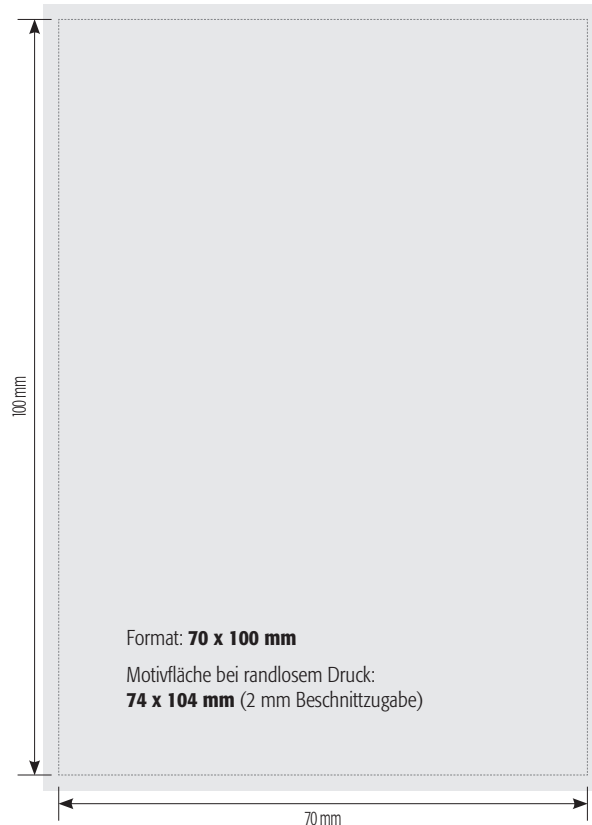 100 mm
Format: 70 x 100 mm
Motivfläche bei randlosem Druck:
74 x 104 mm (2 mm Beschnittzugabe)
70 mm